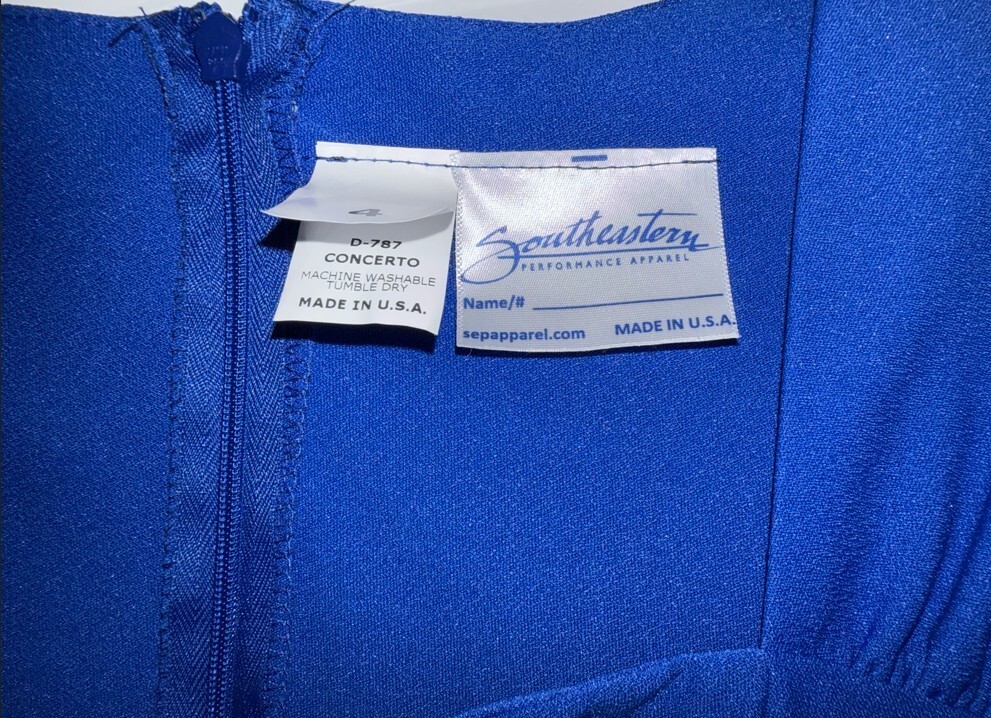 4
D-787
CONCERTO
MACHINE WASHABLE
TUMBLE DRY
MADE IN U.S.A.
Southeastern
PERFORMANCE APPAREL
Name/#
sepapparel.com MADE IN U.S.A.